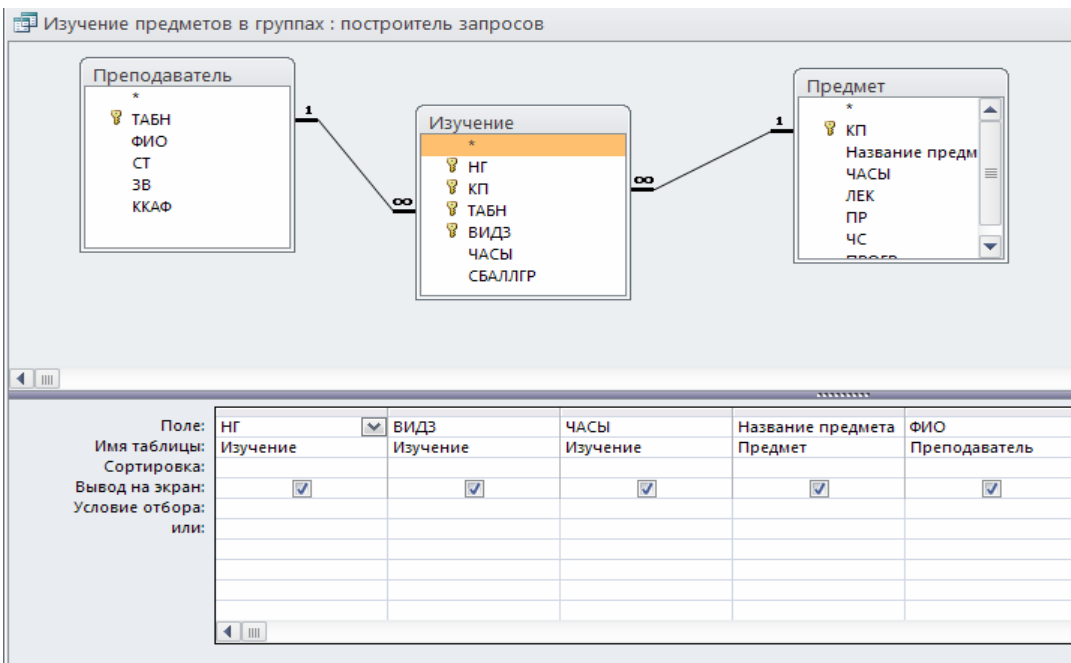 Изучение предметов в группах : построитель запросов
Преподаватель
*
ТАБН
ФИО
СТ
ЗВ
ККАФ
1
∞
Изучение
*
НГ
КП
ТАБН
ВИДЗ
ЧАСЫ
СБАЛЛГР
∞
1
Предмет
*
КП
Название предм
ЧАСЫ
ЛЕК
ПР
ЧС
Поле: НГ ВИДЗ ЧАСЫ Название предмета ФИО
Имя таблицы: Изучение Изучение Изучение Предмет Преподаватель
Сортировка:
Вывод на экран:
Условие отбора:
или: